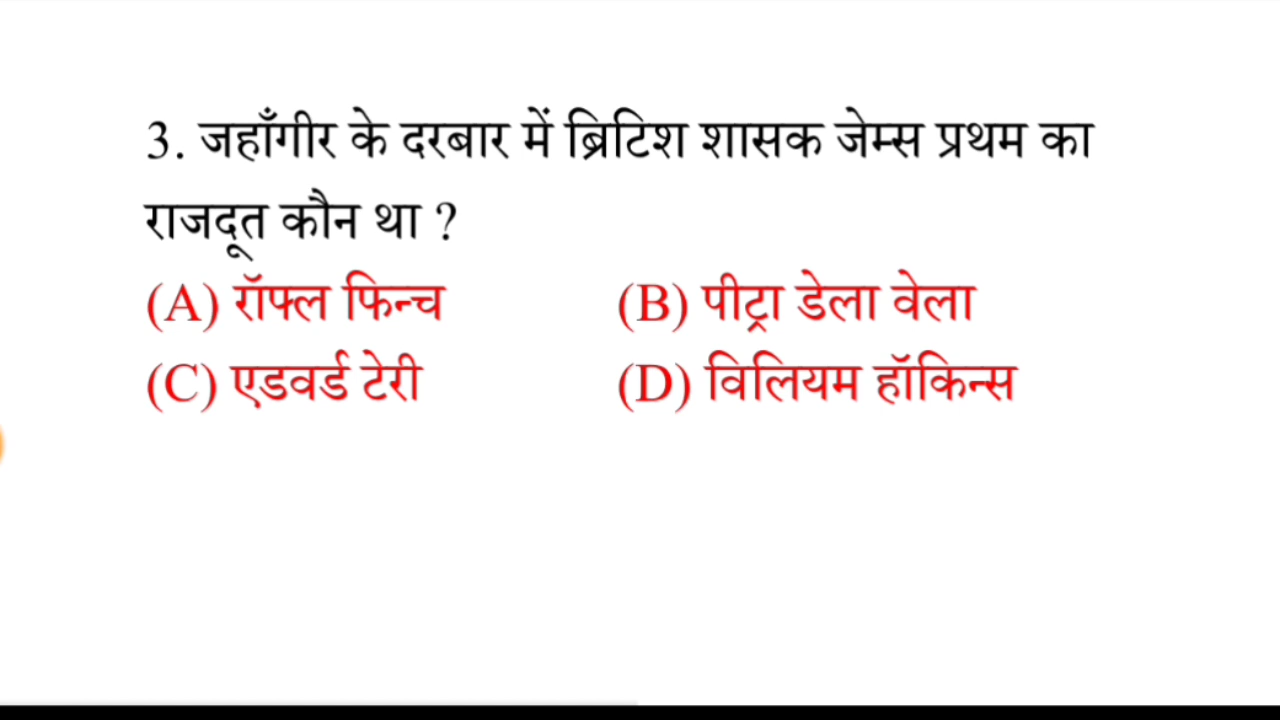 3. जहाँगीर के दरबार में ब्रिटिश शासक जेम्स प्रथम का
राजदूत कौन था ?
(A) रॉफ्ल फिन्च (B) पीट्रा डेला वेला
(C) एडवर्ड टेरी (D) विलियम हॉकिन्स